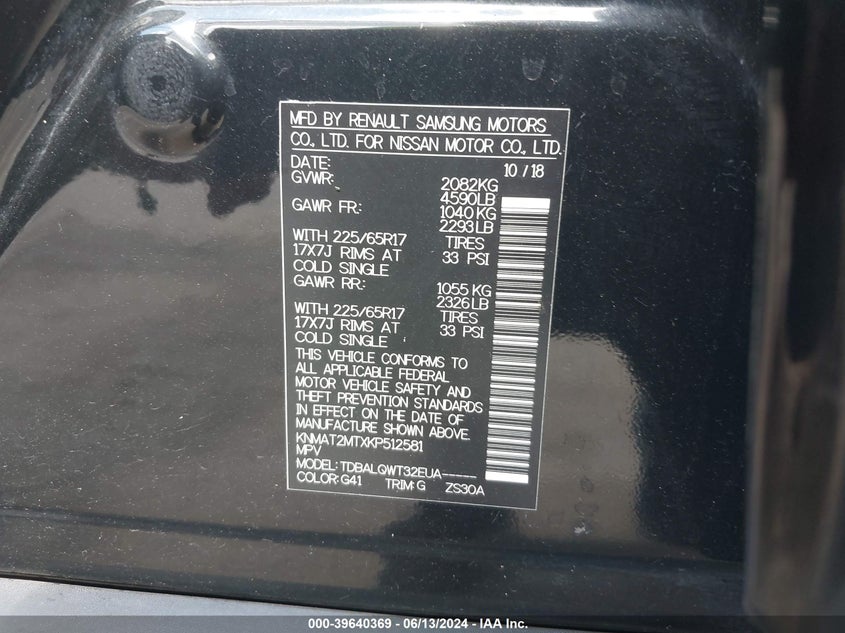 MFD BY RENAULT SAMSUNG MOTORS
CO., LTD. FOR NISSAN MOTOR CO., LTD.
DATE: 10/18
GVWR: 2082KG
4590LB
GAWR FR: 1040KG
2293LB
WITH 225/65R17 TIRES
17X7J RIMS AT 33 PSI
COLD SINGLE
GAWR RR: 1055 KG
2326LB
WITH 225/65R17 TIRES
17X7J RIMS AT 33 PSI
COLD SINGLE
THIS VEHICLE CONFORMS TO
ALL APPLICABLE FEDERAL
MOTOR VEHICLE SAFETY AND
THEFT PREVENTION STANDARDS
IN EFFECT ON THE DATE OF
MANUFACTURE SHOWN ABOVE.
KNMAT2MTXKP512581
MPV
MODEL: TDBALQWT32EUA-----
COLOR: G41 TRIM: G ZS30A
000-39640369 - 06/13/2024 - IAA Inc.